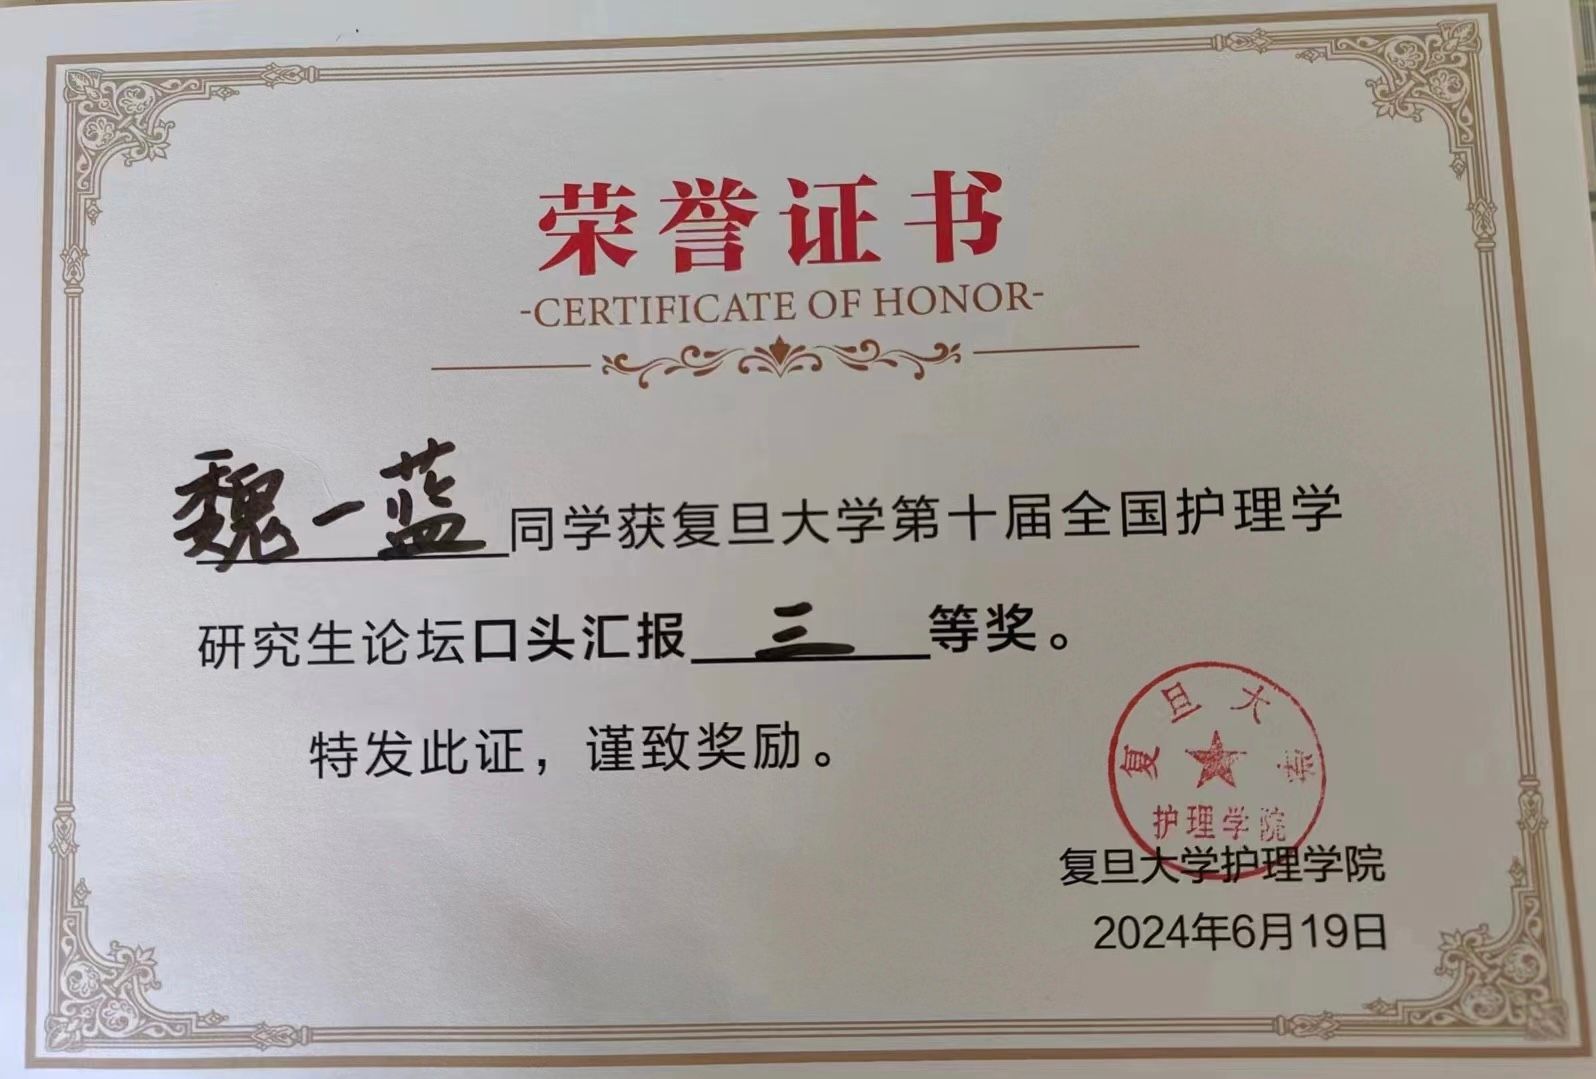 荣誉证书
-CERTIFICATE OF HONOR-
魏一蓝同学获复旦大学第十届全国护理学
研究生论坛口头汇报三等奖。
特发此证，谨致奖励。
复旦大学
护理学院
复旦大学护理学院
2024年6月19日